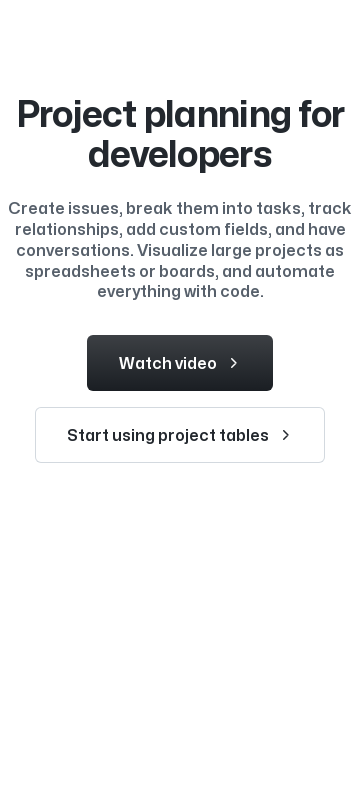 Project planning for
developers
Create issues, break them into tasks, track
relationships, add custom fields, and have
conversations. Visualize large projects as
spreadsheets or boards, and automate
everything with code.
Watch video
Start using project tables